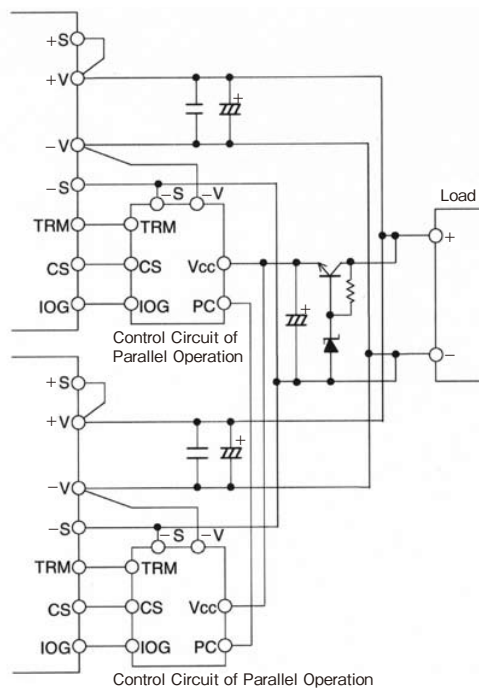 +S
+V
−V
−S
−S −V
TRM TRM
CS CS Vcc
IOG IOG PC
Control Circuit of
Parallel Operation
Load
+
−
+
+
+S
+V
+
−V
−S
−S −V
TRM TRM
CS CS Vcc
IOG IOG PC
Control Circuit of Parallel Operation